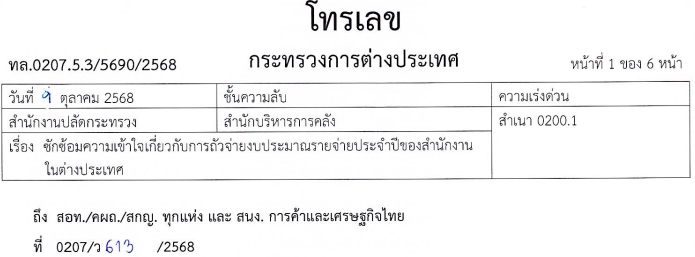 โทรเลข
ทล.0207.5.3/5690/2568 กระทรวงการต่างประเทศ หน้าที่ 1 ของ 6 หน้า
วันที่ 9 ตุลาคม 2568 ชั้นความลับ ความเร่งด่วน
สำนักงานปลัดกระทรวง สำนักบริหารการคลัง สำเนา 0200.1
เรื่อง ซักซ้อมความเข้าใจเกี่ยวกับการถัวจ่ายงบประมาณรายจ่ายประจำปีของสำนักงาน
ในต่างประเทศ
ถึง สอท./คผถ./สกญ. ทุกแห่ง และ สนง. การค้าและเศรษฐกิจไทย
ที่ 0207/ว 613 /2568